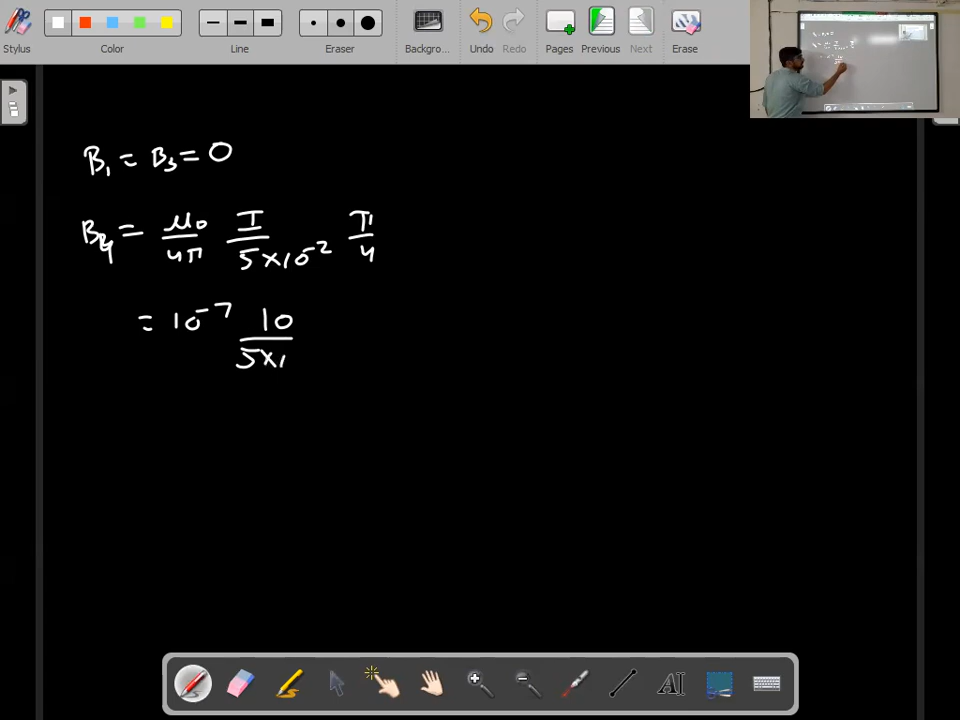 Stylus
Color
Line
Eraser
Backgro...
Undo
Redo
Pages
Previous
Next
Erase
B₁ = B₃ = 0
B₄ = μ₀/4π I/5×10⁻² π/4
= 10⁻⁷ 10/5×1
AI